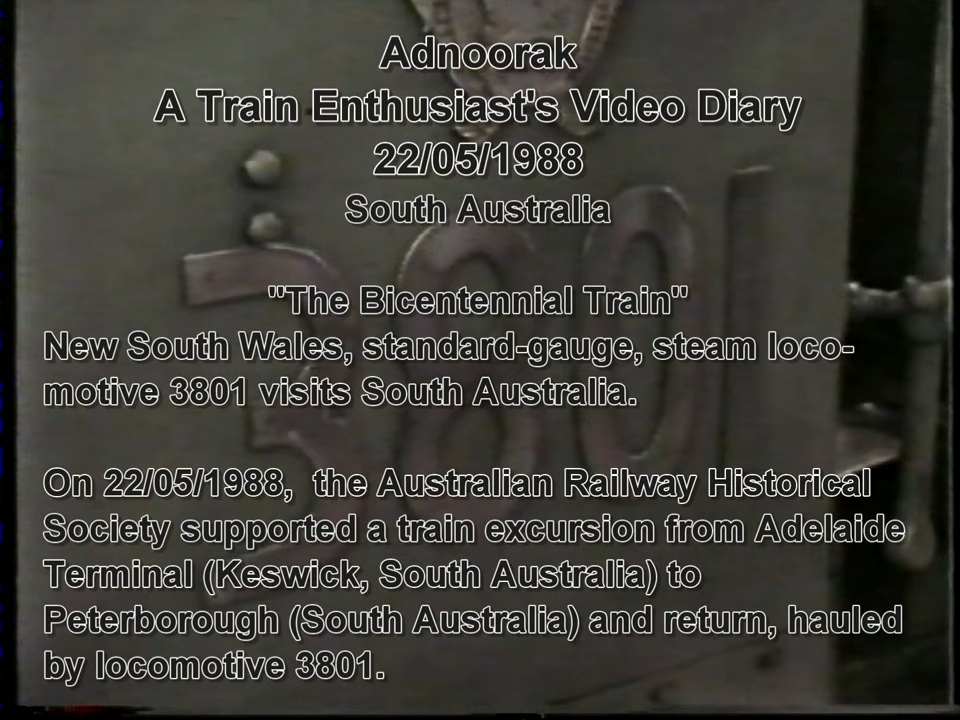 Adnoorak
A Train Enthusiast's Video Diary
22/05/1988
South Australia
"The Bicentennial Train"
New South Wales, standard-gauge, steam loco-
motive 3801 visits South Australia.
On 22/05/1988,  the Australian Railway Historical
Society supported a train excursion from Adelaide
Terminal (Keswick, South Australia) to
Peterborough (South Australia) and return, hauled
by locomotive 3801.
3801